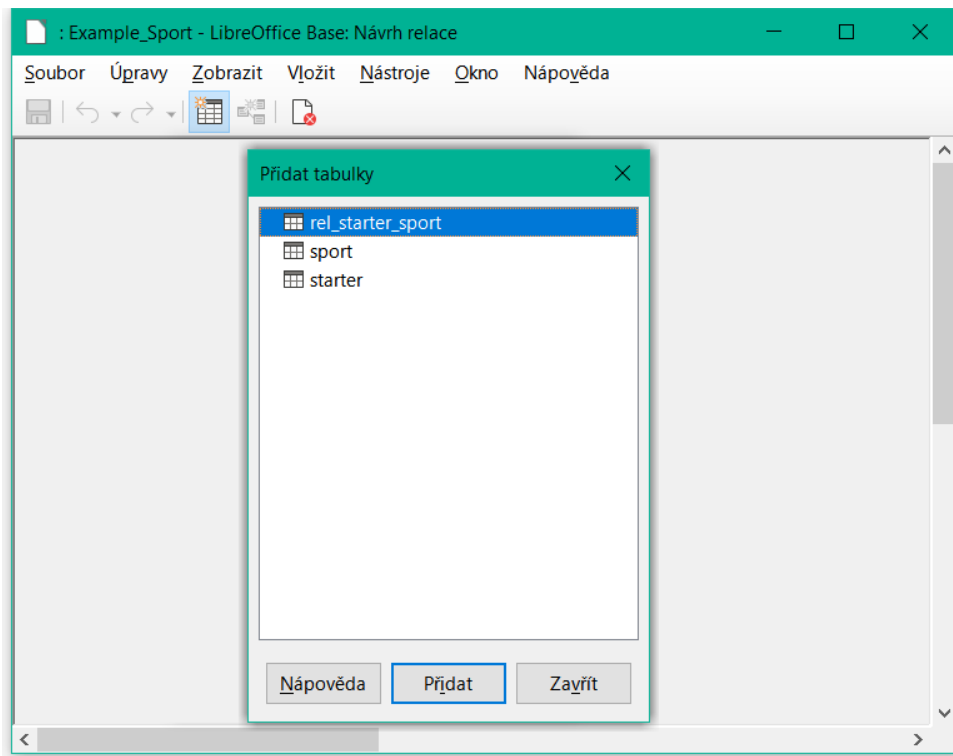 : Example_Sport - LibreOffice Base: Návrh relace
Soubor Úpravy Zobrazit Vložit Nástroje Okno Nápověda
Přidat tabulky
rel_starter_sport
sport
starter
Nápověda Přidat Zavřít